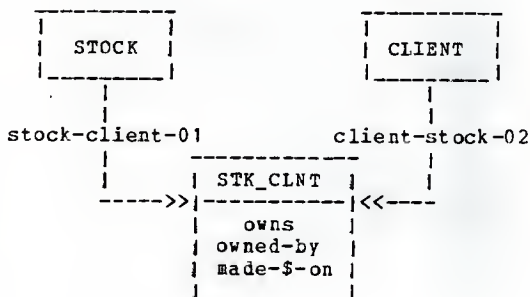 STOCK CLIENT
stock-client-01 client-stock-02
STK_CLNT
owns
owned-by
made-$-on